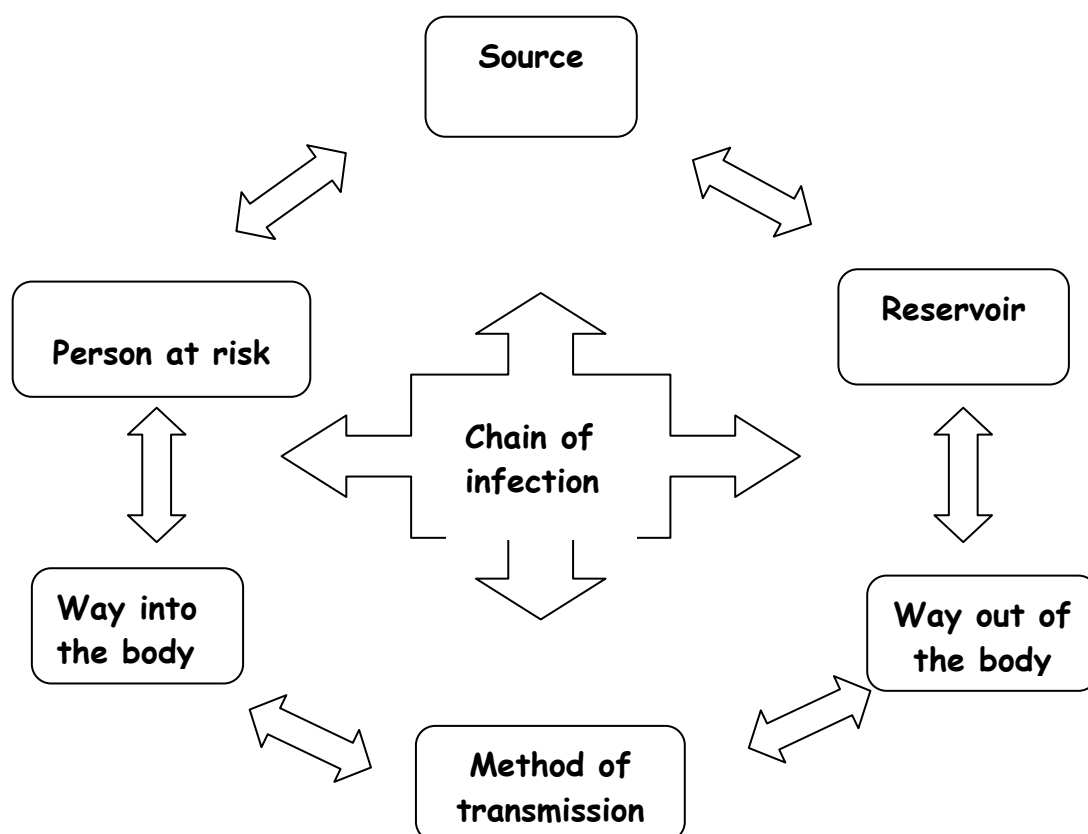 Source
Person at risk
Reservoir
Chain of
infection
Way into
the body
Way out of
the body
Method of
transmission